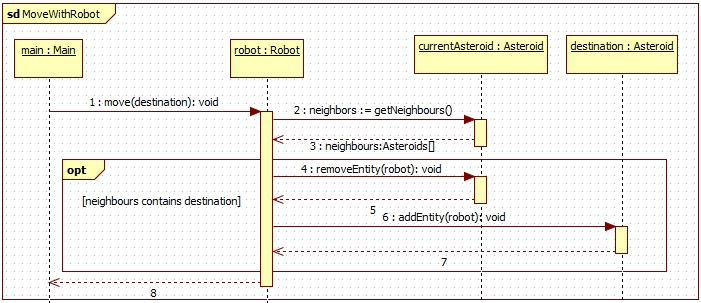 sd MoveWithRobot
main : Main
robot : Robot
currentAsteroid : Asteroid
destination : Asteroid
1 : move(destination): void
2 : neighbors := getNeighbours()
3 : neighbours:Asteroids[]
opt
[neighbours contains destination]
4 : removeEntity(robot): void
5
6 : addEntity(robot): void
7
8